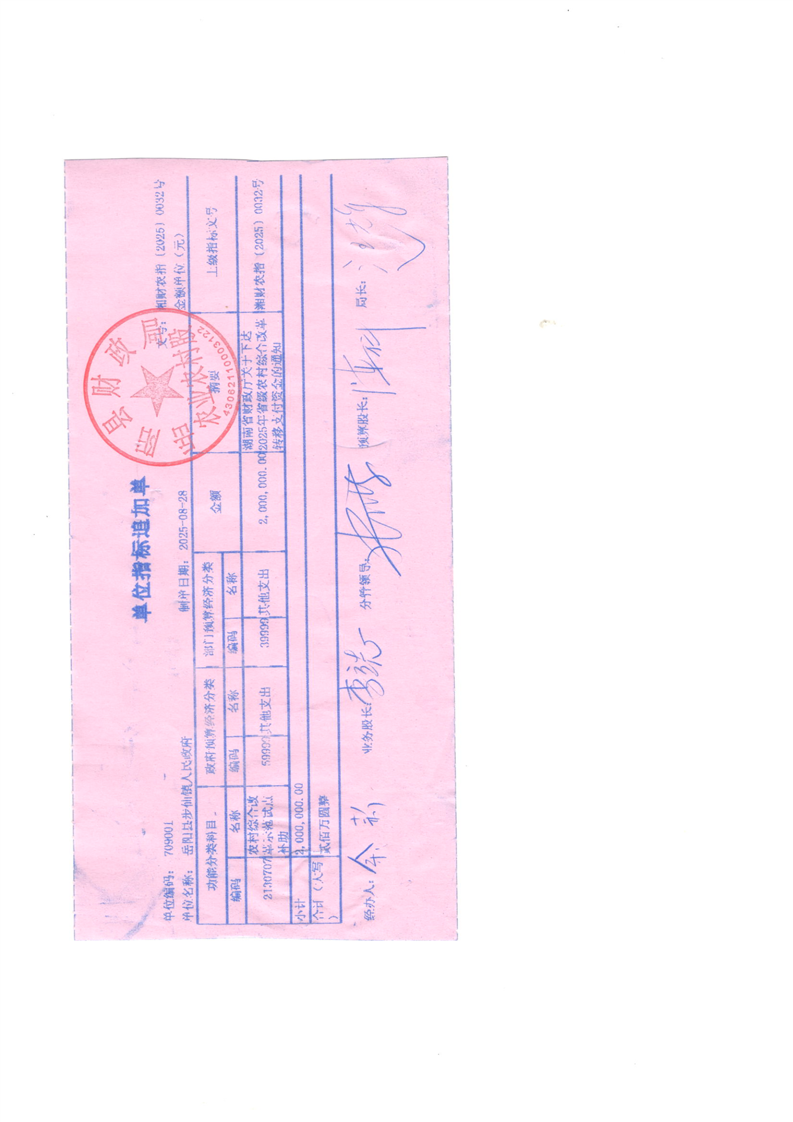 单位指标追加单
单位编码: 709001 文号: 湘财农指(2025)0032号
单位名称: 岳阳县步仙镇人民政府 制单日期: 2025-08-28 金额单位(元)
功能分类科目 政府预算经济分类 部门预算经济分类 金额 摘要 上级指标文号
编码 名称 编码 名称 编码 名称
2130707 农村综合改革示范试点补助 59999 其他支出 39999 其他支出 2,000,000.00 湖南省财政厅关于下达2025年省级农村综合改革转移支付资金的通知 湘财农指(2025)0032号
小计 2,000,000.00
合计(大写) 贰佰万圆整
经办人: 余莉 业务股长: 分管领导: 预算股长: 局长:
岳阳县财政局
农业农村股
43062110003122